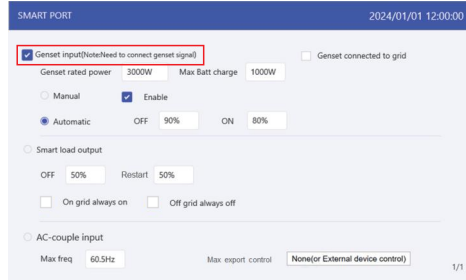 SMART PORT 2024/01/01 12:00:00
Genset input(Note:Need to connect genset signal) Genset connected to grid
Genset rated power 3000W Max Batt charge 1000W
Manual Enable
Automatic OFF 90% ON 80%
Smart load output
OFF 50% Restart 50%
On grid always on Off grid always off
AC-couple input
Max freq 60.5Hz Max export control None(or External device control)
1/1